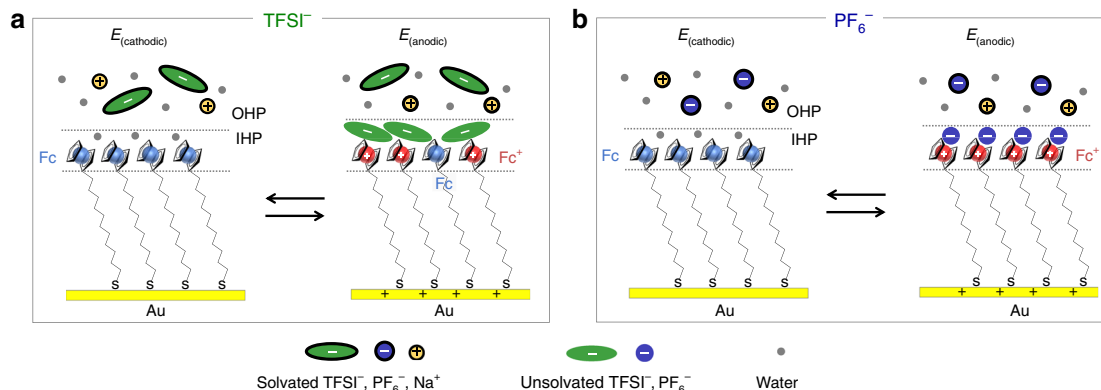 a
TFSI⁻
E(cathodic)
E(anodic)
+
−
−
+
−
−
+
+
OHP
IHP
−
−
−
Fc
+
+
+
Fc⁺
Fc
S S S S
S S S S
+ + + +
Au
Au
b
PF₆⁻
E(cathodic)
E(anodic)
+
−
−
+
−
−
+
+
OHP
IHP
− − − −
Fc
+ + + +
Fc⁺
S S S S
S S S S
+ + + +
Au
Au
− − +
− −
Solvated TFSI⁻, PF₆⁻, Na⁺
Unsolvated TFSI⁻, PF₆⁻
Water